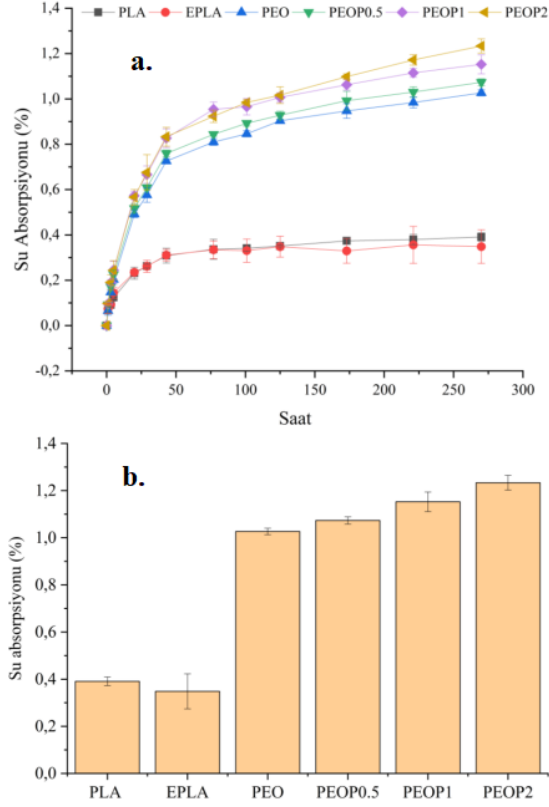 PLA EPLA PEO PEOP0.5 PEOP1 PEOP2
a.
Su Absorpsiyonu (%)
1,4
1,2
1,0
0,8
0,6
0,4
0,2
0,0
-0,2
0 50 100 150 200 250 300
Saat
b.
Su absorpsiyonu (%)
1,4
1,2
1,0
0,8
0,6
0,4
0,2
0,0
PLA EPLA PEO PEOP0.5 PEOP1 PEOP2